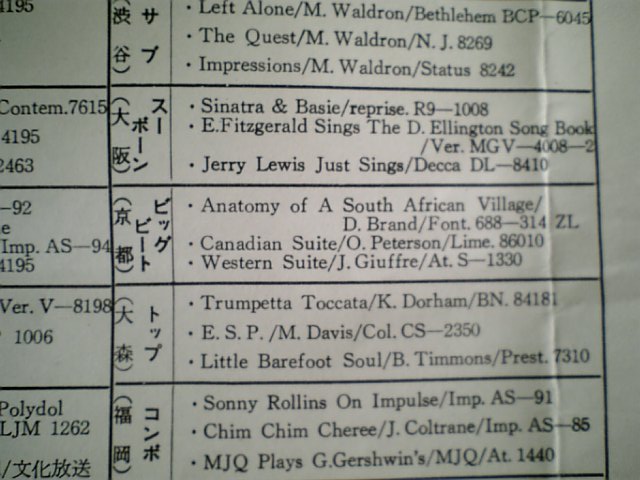 4195
(渋谷)
サブ
· Left Alone/M. Waldron/Bethlehem BCP—6045
· The Quest/M. Waldron/N. J. 8269
· Impressions/M. Waldron/Status 8242
Contem.7615
4195
2463
(大阪)
スーボーン
· Sinatra & Basie/reprise. R9—1008
· E.Fitzgerald Sings The D. Ellington Song Book
/Ver. MGV—4008—2
· Jerry Lewis Just Sings/Decca DL—8410
—92
e
/Imp. AS—94
4195
(京都)
ビッグビート
· Anatomy of A South African Village/
D. Brand/Font. 688—314 ZL
· Canadian Suite/O. Peterson/Lime. 86010
· Western Suite/J. Giuffre/At. S—1330
Ver. V—8198
1006
(大森)
トップ
· Trumpetta Toccata/K. Dorham/BN. 84181
· E. S. P. /M. Davis/Col. CS—2350
· Little Barefoot Soul/B. Timmons/Prest. 7310
Polydol
LJM 1262
/文化放送
(福岡)
コンボ
· Sonny Rollins On Impulse/Imp. AS—91
· Chim Chim Cheree/J. Coltrane/Imp. AS—85
· MJQ Plays G.Gershwin's/MJQ/At. 1440